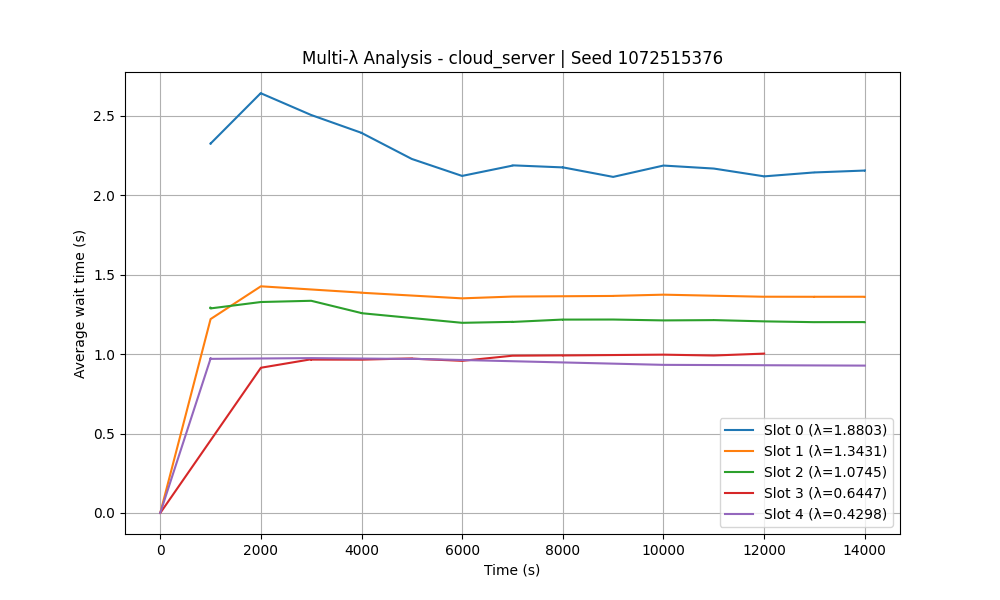 Multi-λ Analysis - cloud_server | Seed 1072515376
Average wait time (s)
2.5
2.0
1.5
1.0
0.5
0.0
Slot 0 (λ=1.8803)
Slot 1 (λ=1.3431)
Slot 2 (λ=1.0745)
Slot 3 (λ=0.6447)
Slot 4 (λ=0.4298)
0 2000 4000 6000 8000 10000 12000 14000
Time (s)